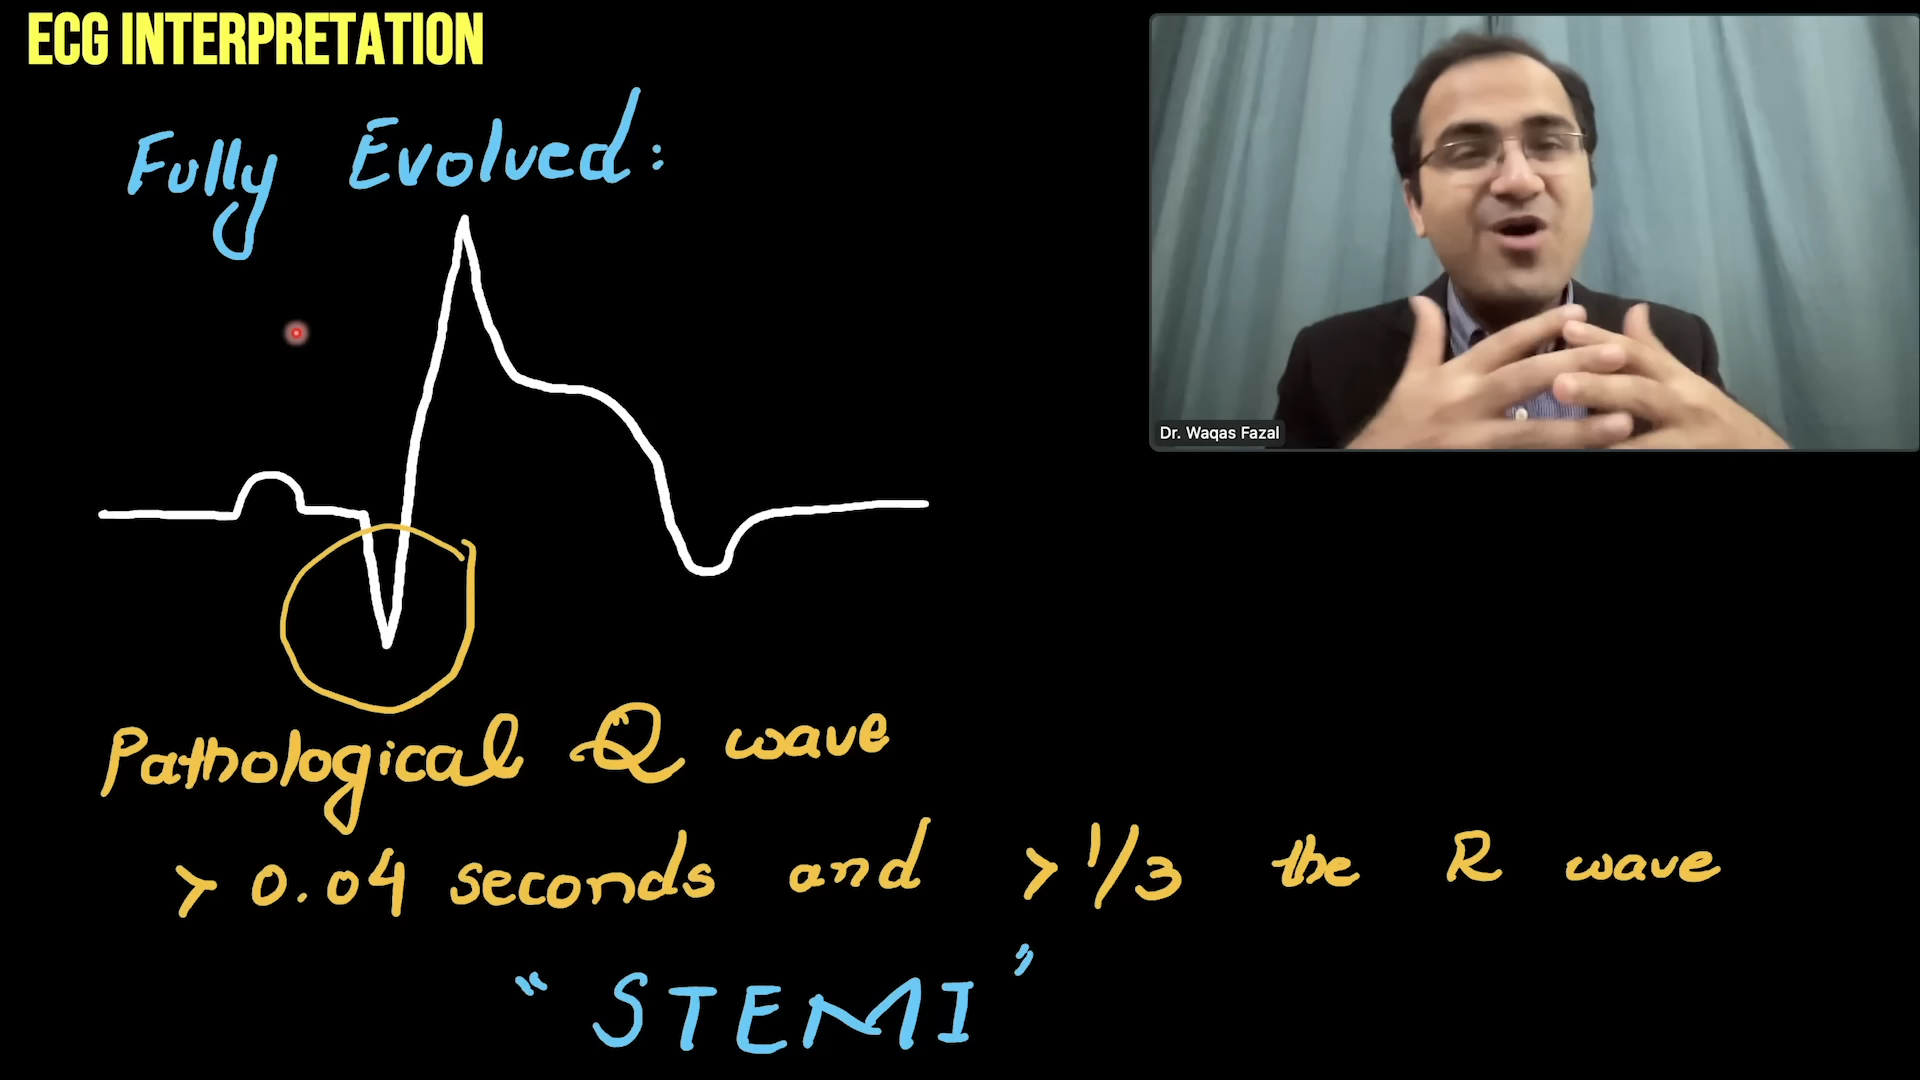 ECG INTERPRETATION
Fully Evolved:
Dr. Waqas Fazal
Pathological Q wave
> 0.04 seconds and > 1/3 the R wave
"STEMI"